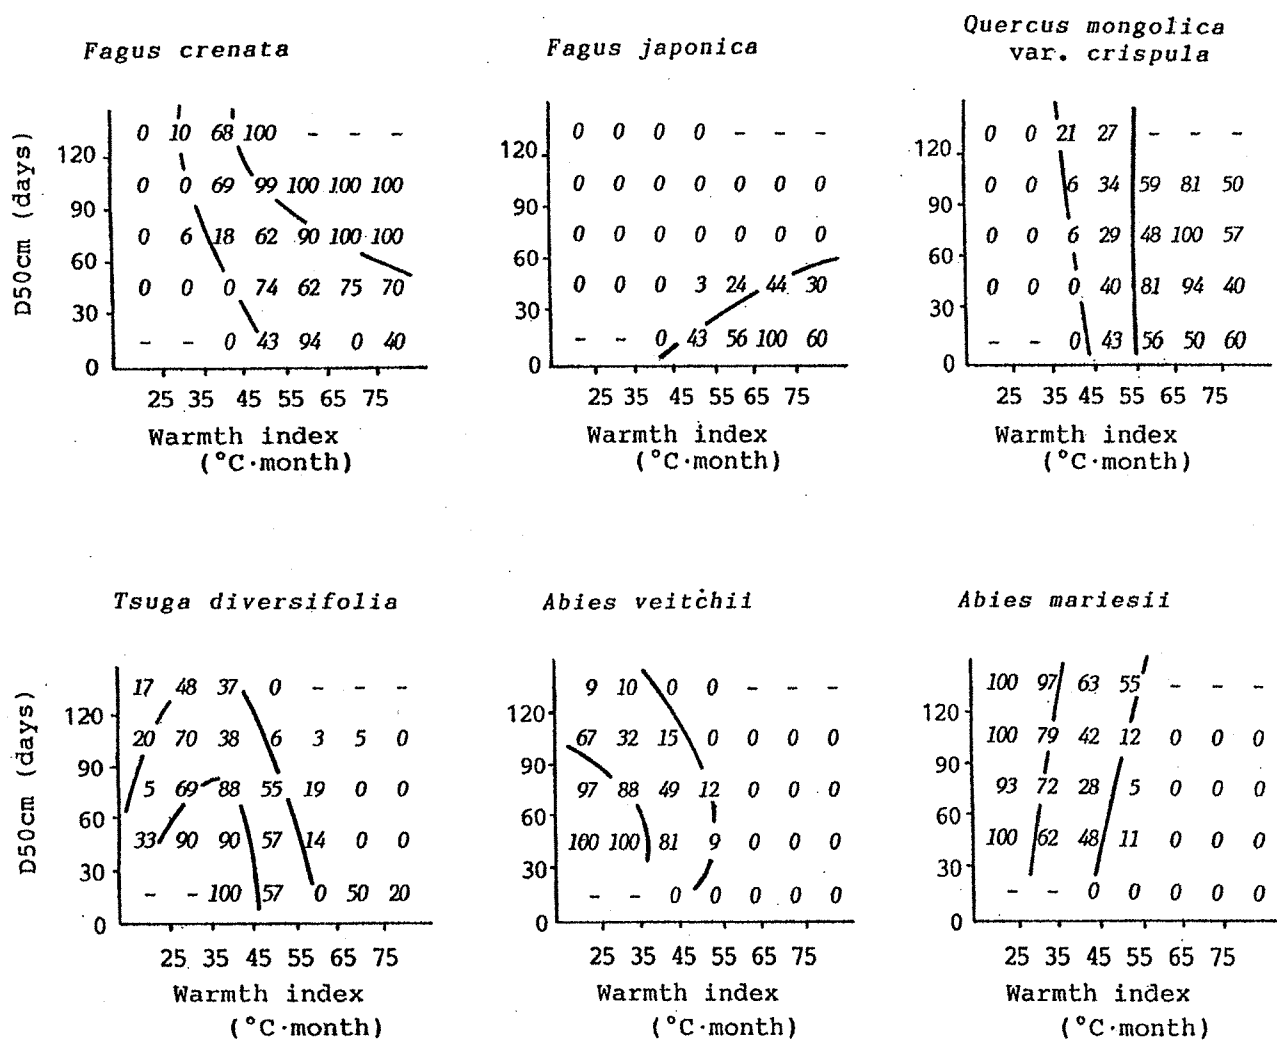 Fagus crenata
D50cm (days)
120
90
60
30
0
0 10 68 100 - - -
0 0 69 99 100 100 100
0 6 18 62 90 100 100
0 0 0 74 62 75 70
- - 0 43 94 0 40
25 35 45 55 65 75
Warmth index
(°C·month)
Fagus japonica
120
90
60
30
0
0 0 0 0 - - -
0 0 0 0 0 0 0
0 0 0 0 0 0 0
0 0 0 3 24 44 30
- - 0 43 56 100 60
25 35 45 55 65 75
Warmth index
(°C·month)
Quercus mongolica
var. crispula
120
90
60
30
0
0 0 21 27 - - -
0 0 6 34 59 81 50
0 0 6 29 48 100 57
0 0 0 40 81 94 40
- - 0 43 56 50 60
25 35 45 55 65 75
Warmth index
(°C·month)
Tsuga diversifolia
D50cm (days)
120
90
60
30
0
17 48 37 0 - - -
20 70 38 6 3 5 0
5 69 88 55 19 0 0
33 90 90 57 14 0 0
- - 100 57 0 50 20
25 35 45 55 65 75
Warmth index
(°C·month)
Abies veitchii
120
90
60
30
0
9 10 0 0 - - -
67 32 15 0 0 0 0
97 88 49 12 0 0 0
100 100 81 9 0 0 0
- - 0 0 0 0 0
25 35 45 55 65 75
Warmth index
(°C·month)
Abies mariesii
120
90
60
30
0
100 97 63 55 - - -
100 79 42 12 0 0 0
93 72 28 5 0 0 0
100 62 48 11 0 0 0
- - 0 0 0 0 0
25 35 45 55 65 75
Warmth index
(°C·month)